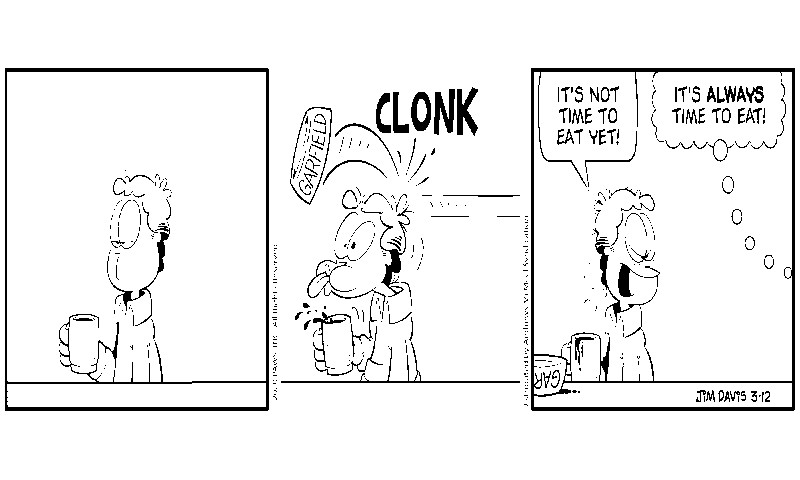 CLONK
GARFIELD
IT'S NOT
TIME TO
EAT YET!
IT'S ALWAYS
TIME TO EAT!
GAR
JIM DAVIS 3·12